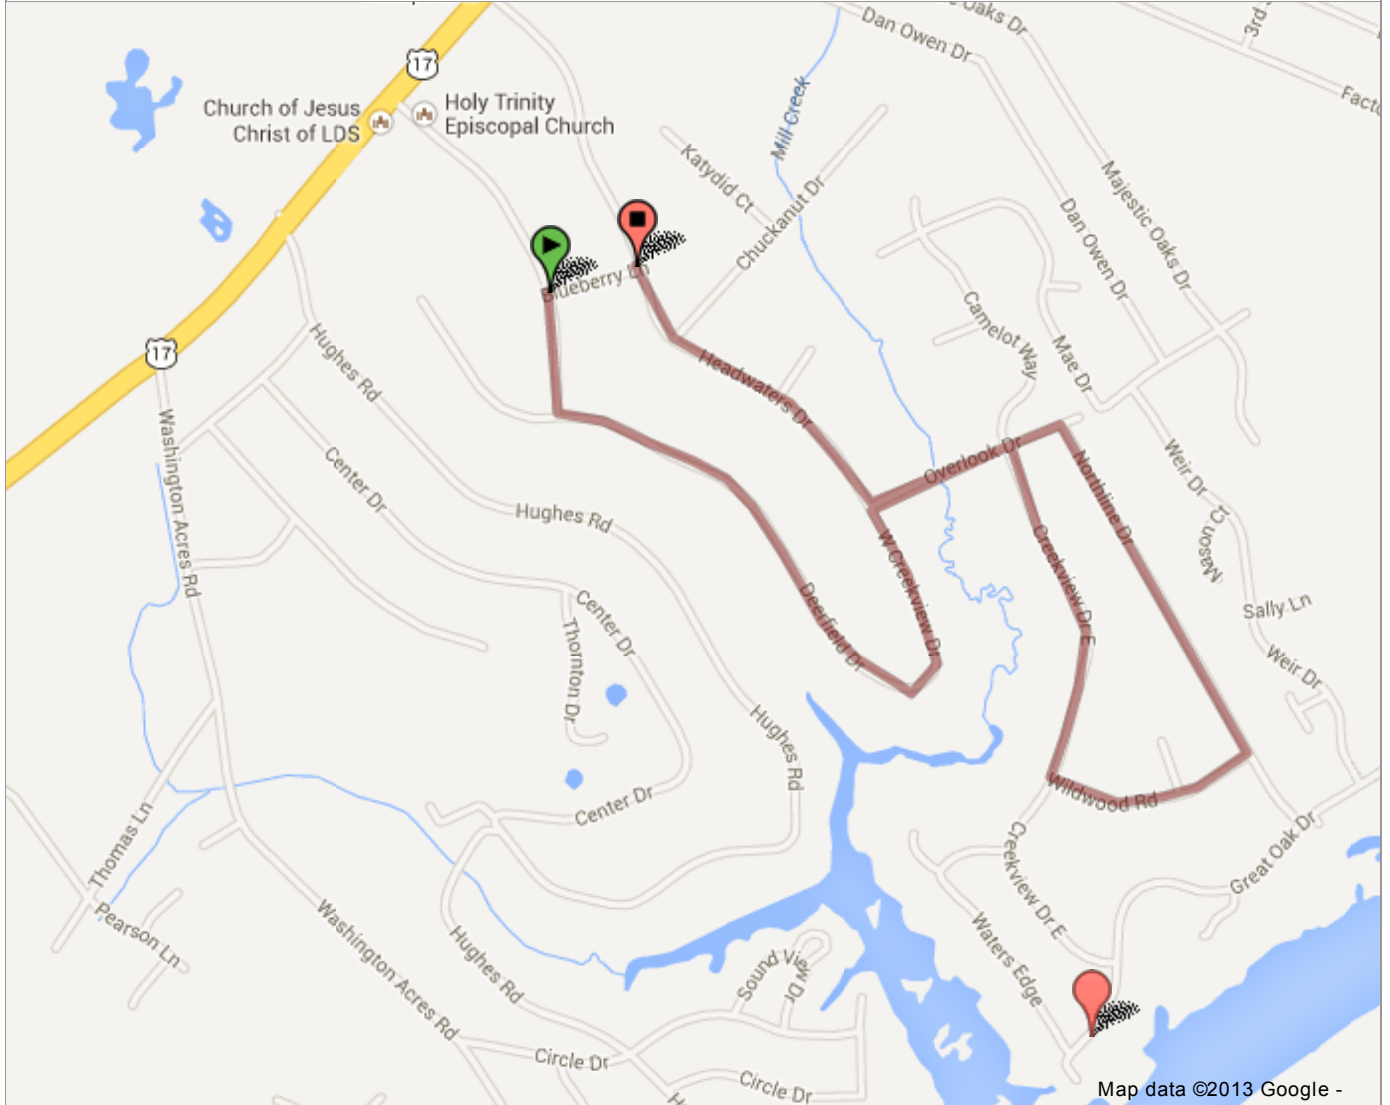 Oaks Dr
3rd
Dan Owen Dr
17
Facto
Church of Jesus
Christ of LDS
Holy Trinity
Episcopal Church
Mill Creek
Katydid Ct
Majestic Oaks Dr
Chuckanut Dr
Dan Owen Dr
Blueberry Ln
Camelot Way
17
Hughes Rd
Mae Dr
Headwaters Dr
Washington Acres Rd
Overlook Dr
Northline Dr
Weir Dr
Center Dr
Hughes Rd
Nason Ct
W Creekview Dr
Creekview Dr E
Sally Ln
Center Dr
Deerfield Dr
Thornton Dr
Weir Dr
Hughes Rd
Wildwood Rd
Center Dr
Thomas Ln
Great Oak Dr
Creekview Dr E
Pearson Ln
Washington Acres Rd
Waters Edge
Hughes Rd
Sound View Dr
Circle Dr
Circle Dr
H
Map data ©2013 Google -